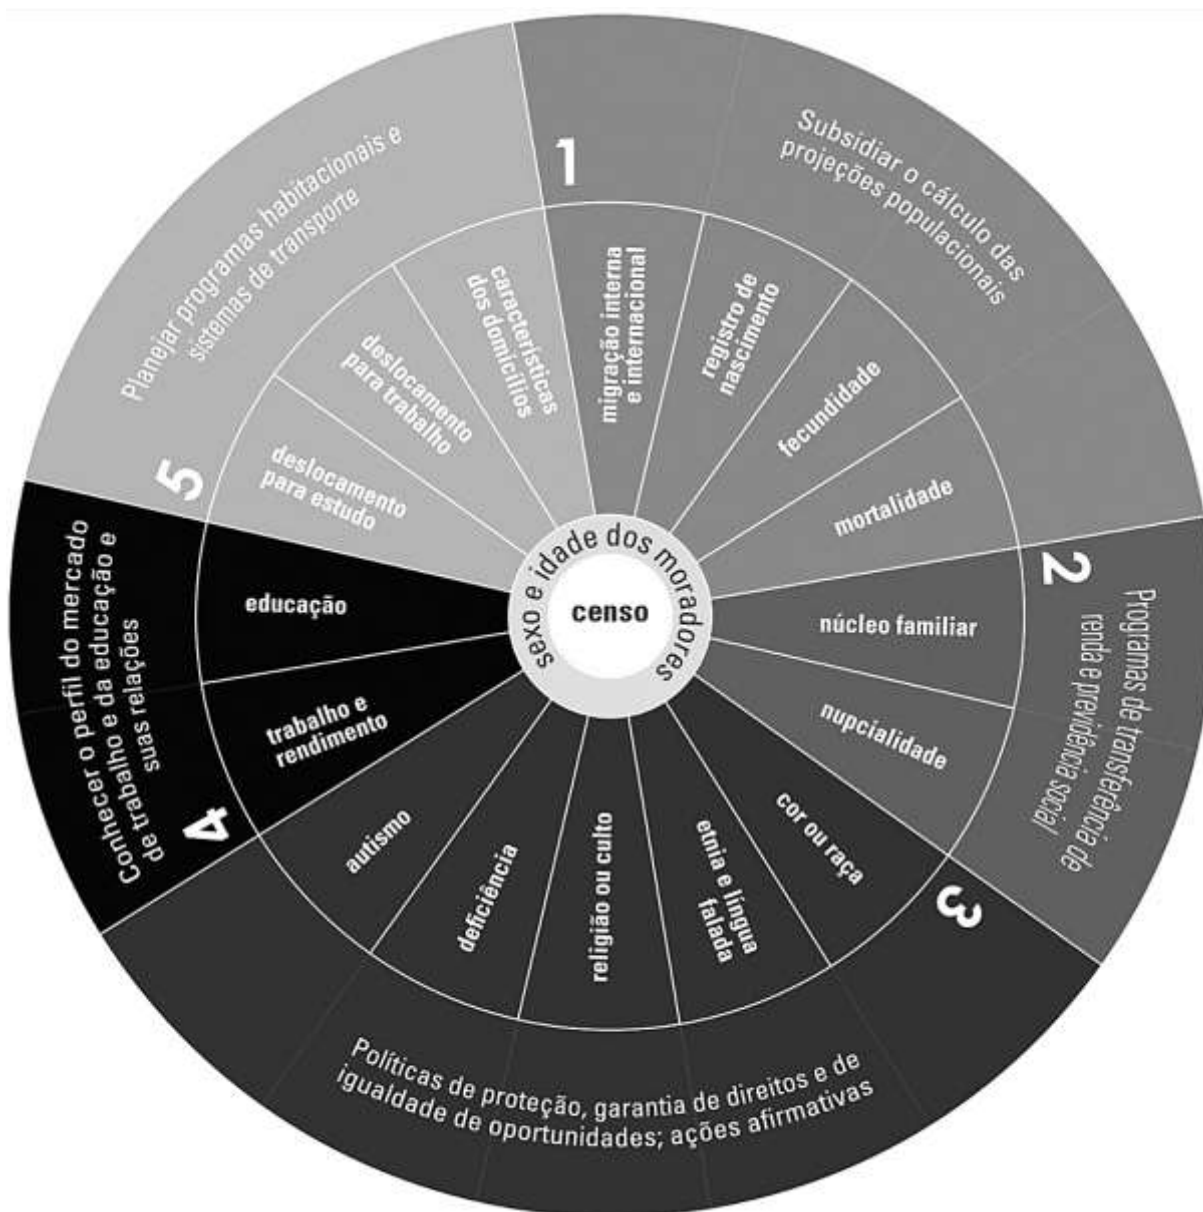 censo
sexo e idade dos moradores
1
Subsidiar o cálculo das
projeções populacionais
migração interna
e internacional
registro de
nascimento
fecundidade
mortalidade
2
Programas de transferência de
renda e previdência social
núcleo familiar
nupcialidade
3
Políticas de proteção, garantia de direitos e de
igualdade de oportunidades; ações afirmativas
cor ou raça
etnia e língua
falada
religião ou culto
deficiência
autismo
4
Conhecer o perfil do mercado
de trabalho e da educação e
suas relações
trabalho e
rendimento
educação
5
Planejar programas habitacionais e
sistemas de transporte
deslocamento
para estudo
deslocamento
para trabalho
características
dos domicílios